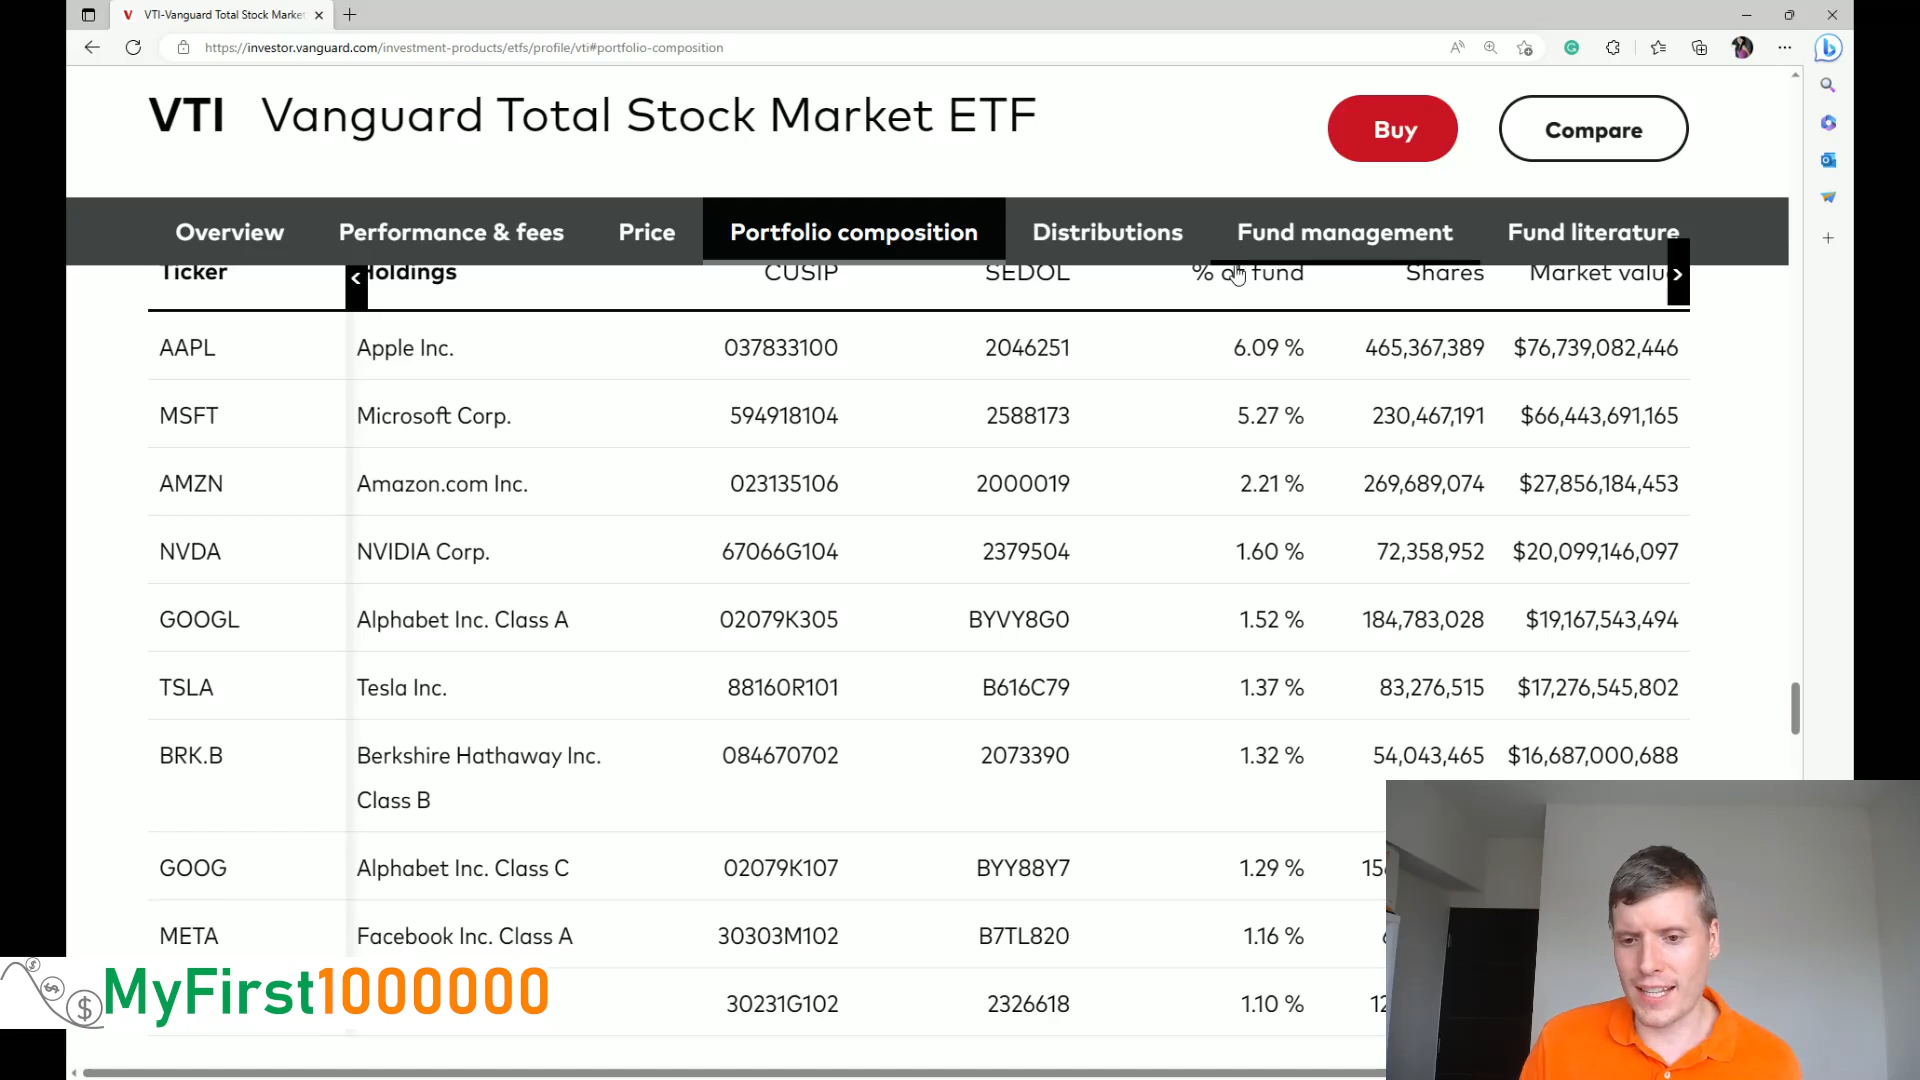 VTI-Vanguard Total Stock Market
https://investor.vanguard.com/investment-products/etfs/profile/vti#portfolio-composition
VTI Vanguard Total Stock Market ETF
Buy
Compare
Overview Performance & fees Price Portfolio composition Distributions Fund management Fund literature
Ticker Holdings CUSIP SEDOL % of fund Shares Market valu
AAPL Apple Inc. 037833100 2046251 6.09 % 465,367,389 $76,739,082,446
MSFT Microsoft Corp. 594918104 2588173 5.27 % 230,467,191 $66,443,691,165
AMZN Amazon.com Inc. 023135106 2000019 2.21 % 269,689,074 $27,856,184,453
NVDA NVIDIA Corp. 67066G104 2379504 1.60 % 72,358,952 $20,099,146,097
GOOGL Alphabet Inc. Class A 02079K305 BYVY8G0 1.52 % 184,783,028 $19,167,543,494
TSLA Tesla Inc. 88160R101 B616C79 1.37 % 83,276,515 $17,276,545,802
BRK.B Berkshire Hathaway Inc. 084670702 2073390 1.32 % 54,043,465 $16,687,000,688
Class B
GOOG Alphabet Inc. Class C 02079K107 BYY88Y7 1.29 %
META Facebook Inc. Class A 30303M102 B7TL820 1.16 %
MyFirst1000000
30231G102 2326618 1.10 %